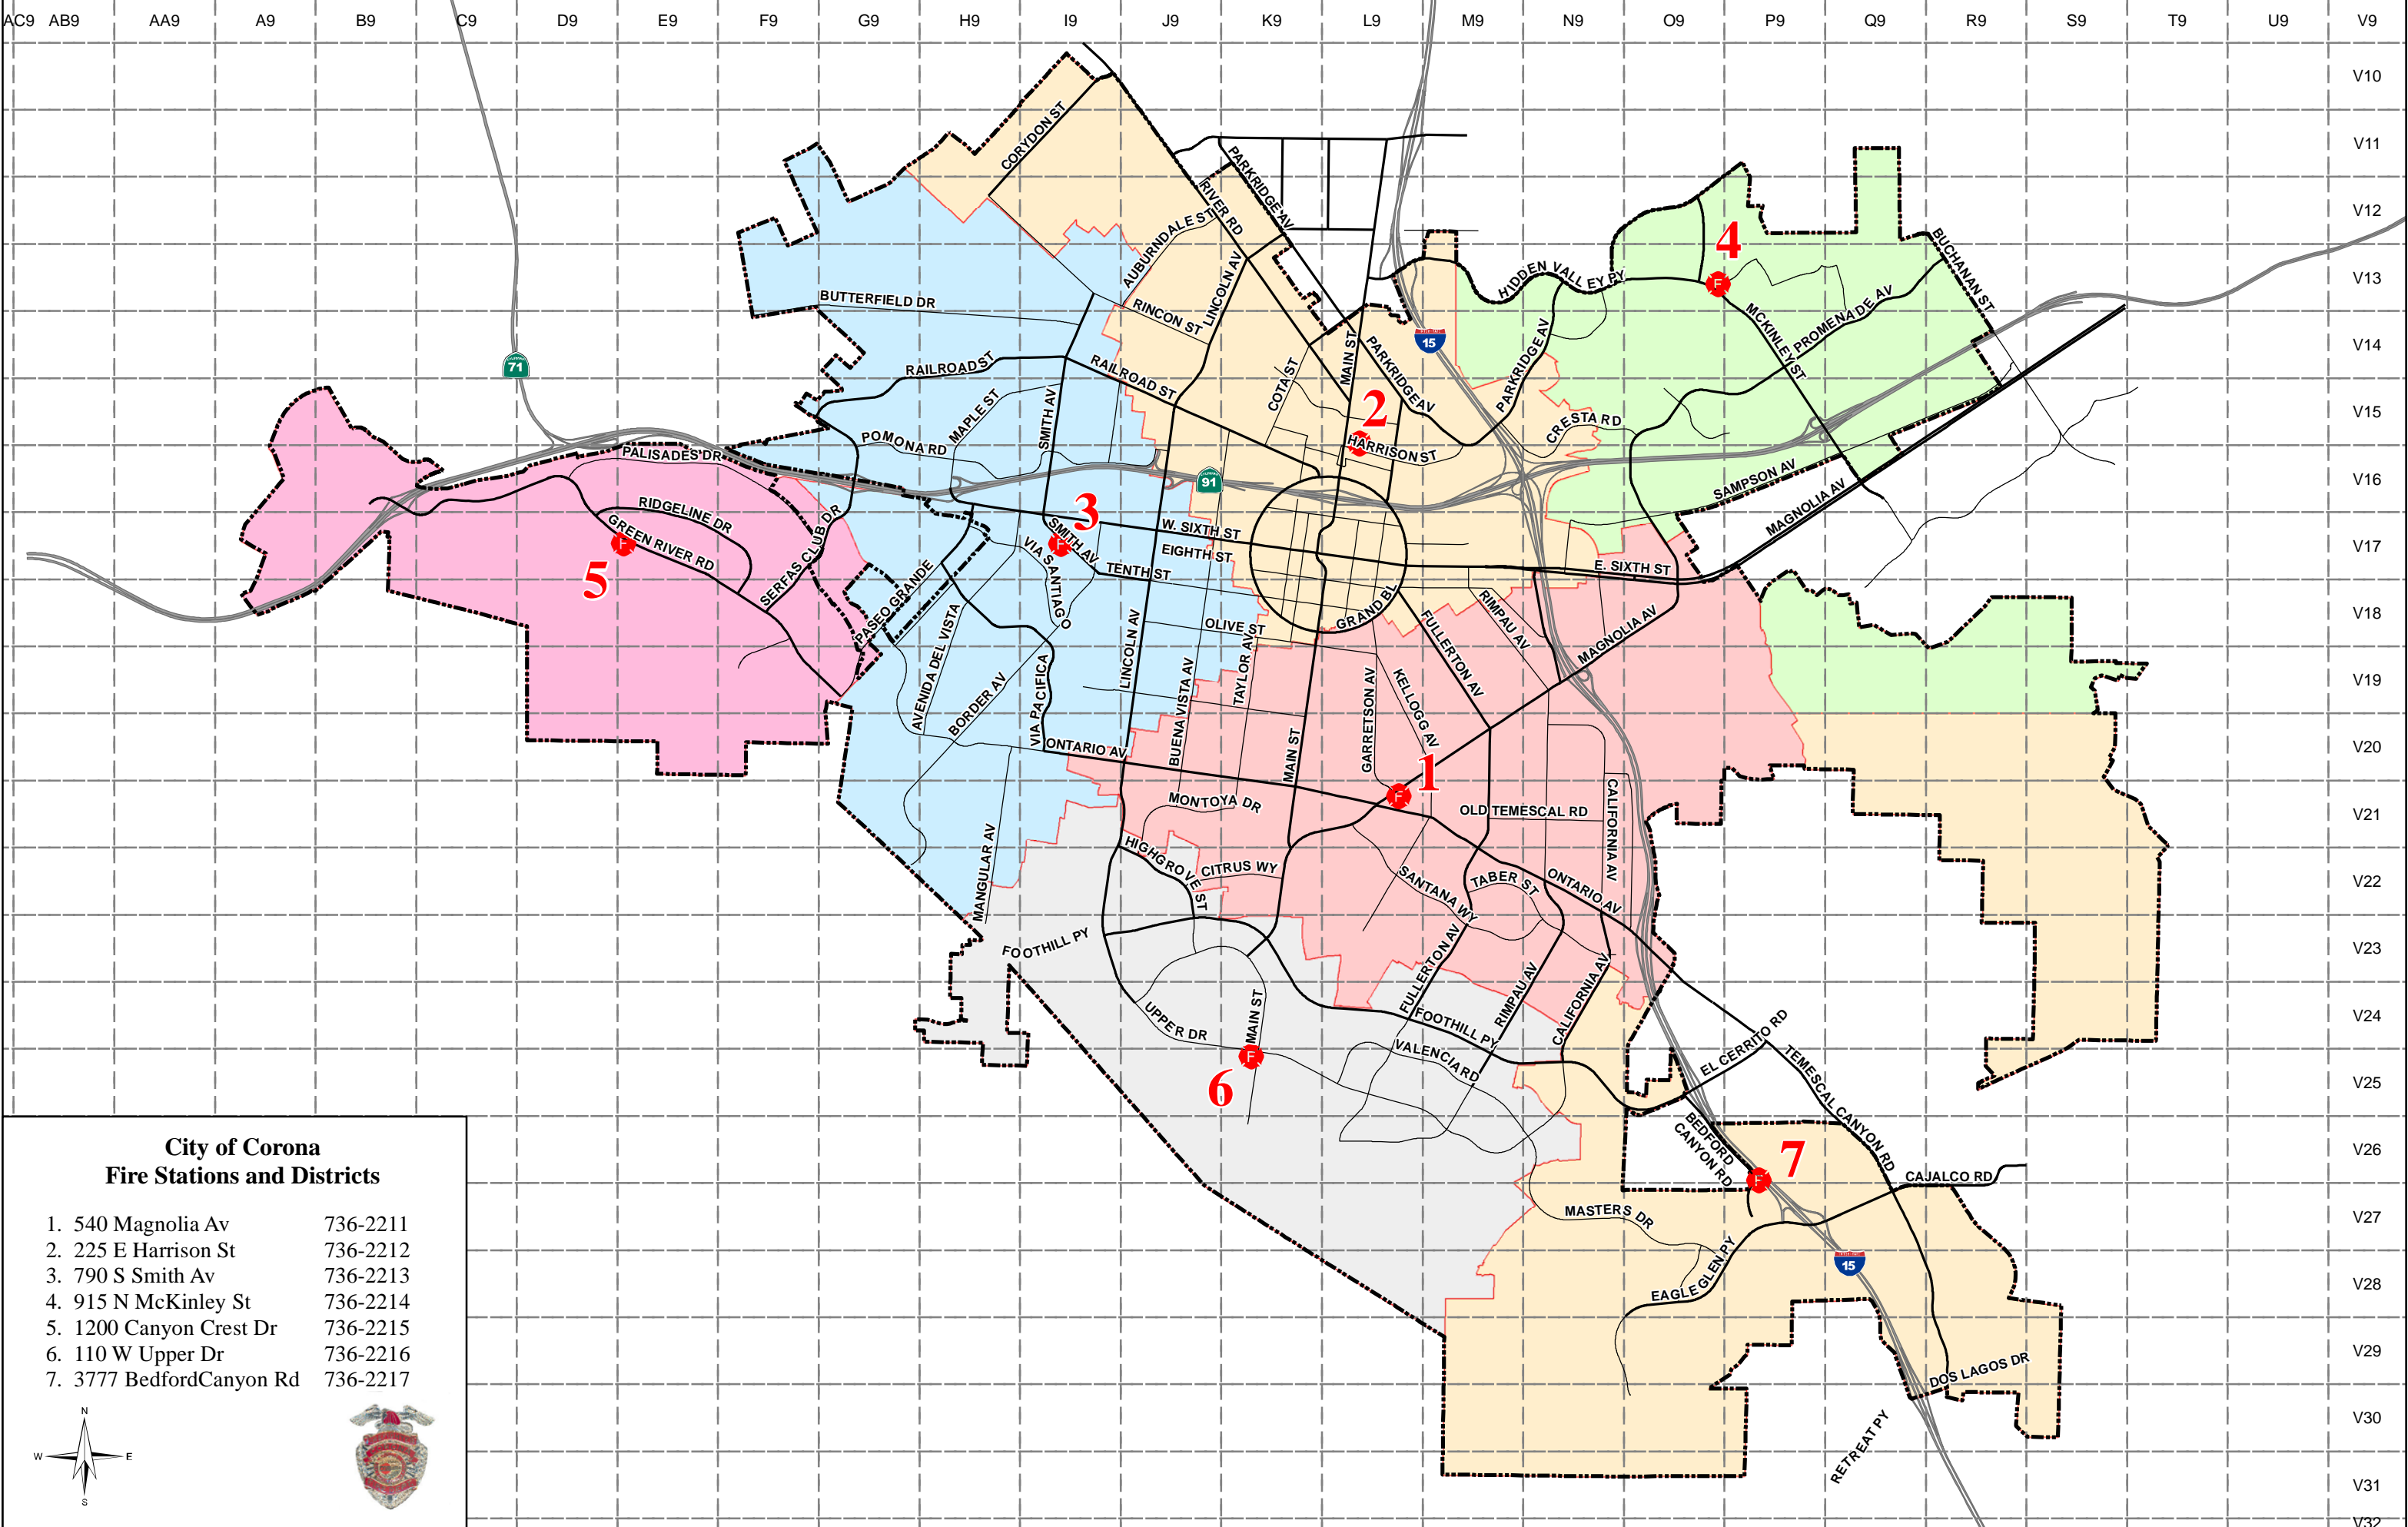 AC9 AB9 AA9 A9 B9 C9 D9 E9 F9 G9 H9 I9 J9 K9 L9 M9 N9 O9 P9 Q9 R9 S9 T9 U9 V9
V10
V11
V12
V13
V14
V15
V16
V17
V18
V19
V20
V21
V22
V23
V24
V25
V26
V27
V28
V29
V30
V31
V32
CORYDON ST
PARKRIDGE AV
RIVER RD
AUBURNDALE ST
LINCOLN AV
RINCON ST
BUTTERFIELD DR
HIDDEN VALLEY PY
4
F
BUCHANAN ST
MCKINLEY ST
PROMENADE AV
15
71
RAILROAD ST
RAILROAD ST
MAIN ST
PARKRIDGE AV
PARKRIDGE AV
COTA ST
MAPLE ST
SMITH AV
POMONA RD
2
F
HARRISON ST
CRESTA RD
PALISADES DR
91
SAMPSON AV
MAGNOLIA AV
RIDGELINE DR
GREEN RIVER RD
F
5
SERFAS CLUB DR
3
F
SMITH AV
W. SIXTH ST
EIGHTH ST
TENTH ST
VIA SANTIAGO
PASEO GRANDE
E. SIXTH ST
AVENIDA DEL VISTA
OLIVE ST
GRAND BL
RIMPAU AV
FULLERTON AV
MAGNOLIA AV
LINCOLN AV
TAYLOR AV
BUENA VISTA AV
BORDER AV
VIA PACIFICA
GARRETSON AV
KELLOGG AV
MAIN ST
ONTARIO AV
1
F
MONTOYA DR
OLD TEMESCAL RD
CALIFORNIA AV
MANGULAR AV
HIGHGROVE ST
CITRUS WY
SANTANA WY
TABER ST
ONTARIO AV
FOOTHILL PY
FULLERTON AV
RIMPAU AV
CALIFORNIA AV
UPPER DR
MAIN ST
FOOTHILL PY
VALENCIA RD
F
6
EL CERRITO RD
TEMESCAL CANYON RD
BEDFORD
CANYON RD
7
F
CAJALCO RD
MASTERS DR
EAGLE GLEN PY
15
DOS LAGOS DR
RETREAT PY
City of Corona
Fire Stations and Districts
1. 540 Magnolia Av 736-2211
2. 225 E Harrison St 736-2212
3. 790 S Smith Av 736-2213
4. 915 N McKinley St 736-2214
5. 1200 Canyon Crest Dr 736-2215
6. 110 W Upper Dr 736-2216
7. 3777 BedfordCanyon Rd 736-2217
N
W E
S